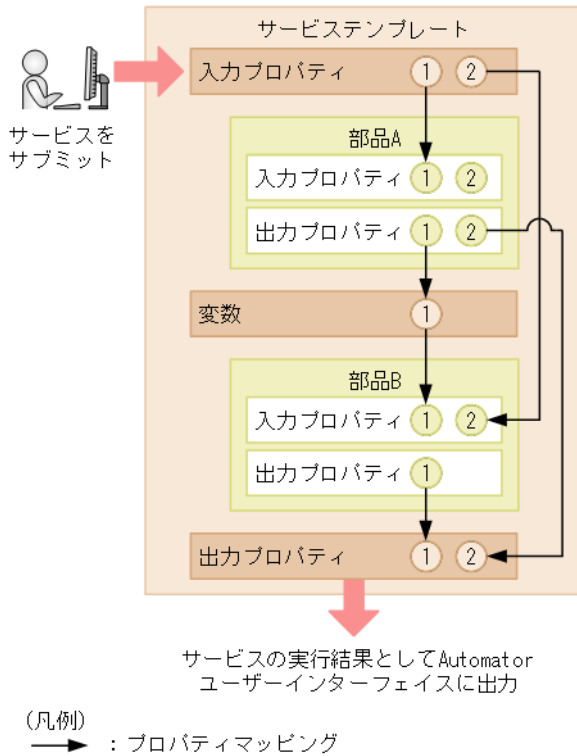 サービステンプレート
入力プロパティ 1 2
サービスを
サブミット
部品A
入力プロパティ 1 2
出力プロパティ 1 2
変数 1
部品B
入力プロパティ 1 2
出力プロパティ 1
出力プロパティ 1 2
サービスの実行結果としてAutomator
ユーザーインターフェイスに出力
(凡例)
：プロパティマッピング